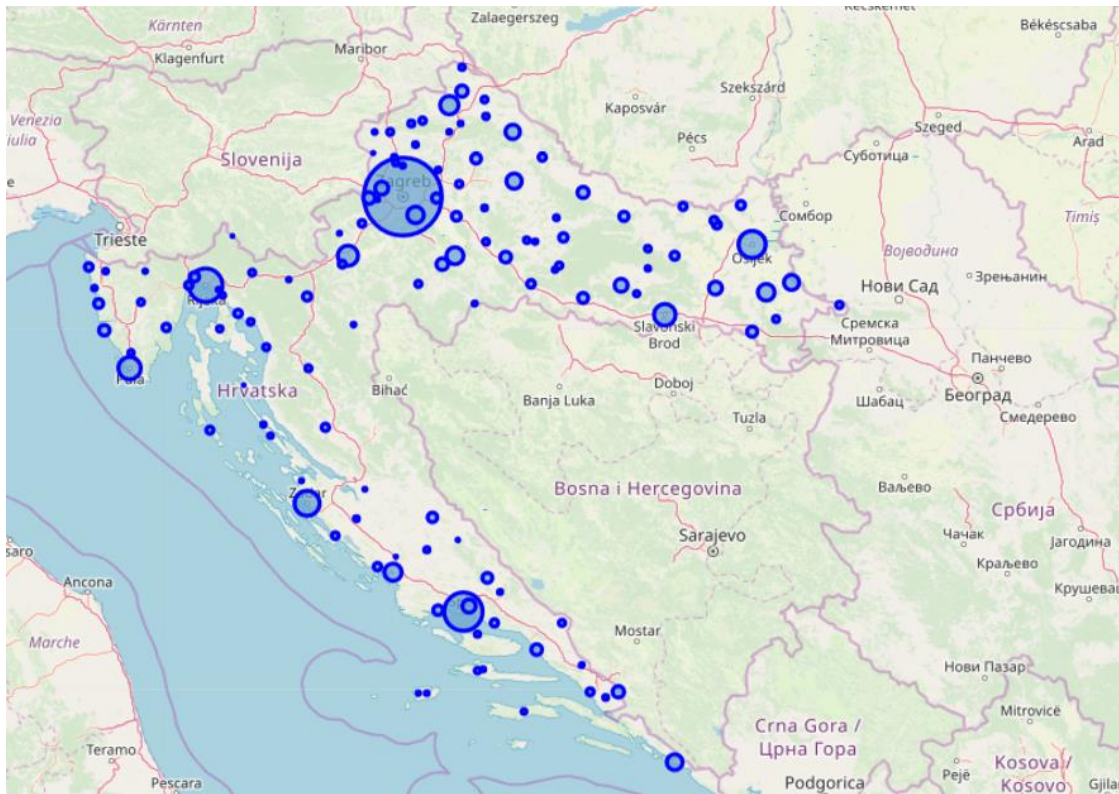 Zalaegerszeg
Kärnten
Klagenfurt
Maribor
Békéscsaba
Kaposvár
Szekszárd
Szeged
Pécs
Arad
Venezia
Slovenija
Суботица
Zagreb
Сомбор
Timiș
Trieste
Војводина
Osijek
Зрењанин
Rijeka
Нови Сад
Slavonski
Brod
Сремска
Митровица
Панчево
Pula
Hrvatska
Bihać
Banja Luka
Doboj
Београд
Шабац
Смедерево
Tuzla
Bosna i Hercegovina
Ваљево
Србија
Sarajevo
Чачак
Јагодина
Краљево
Ancona
Крушевац
Marche
Mostar
Нови Пазар
Crna Gora /
Црна Гора
Mitrovicë
Teramo
Kosova /
Kosovo
Pejë
Pescara
Podgorica
Gjilan